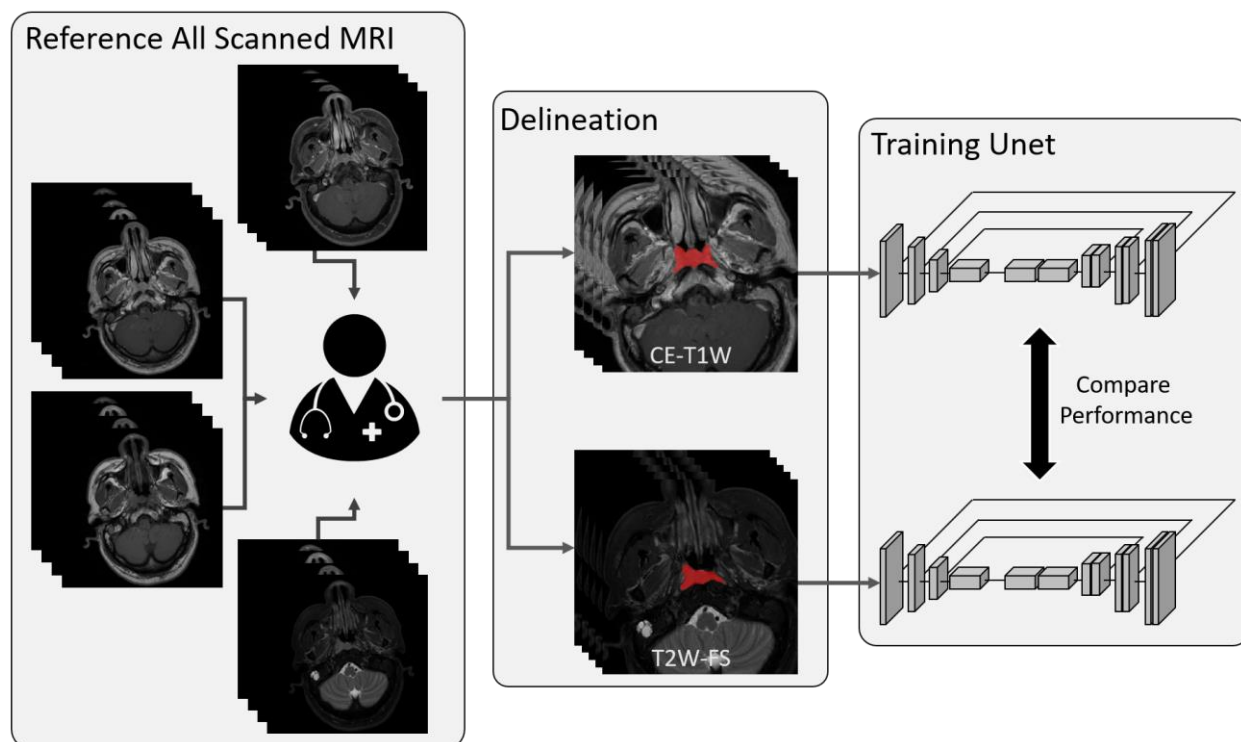 Reference All Scanned MRI
Delineation
CE-T1W
T2W-FS
Training Unet
Compare
Performance